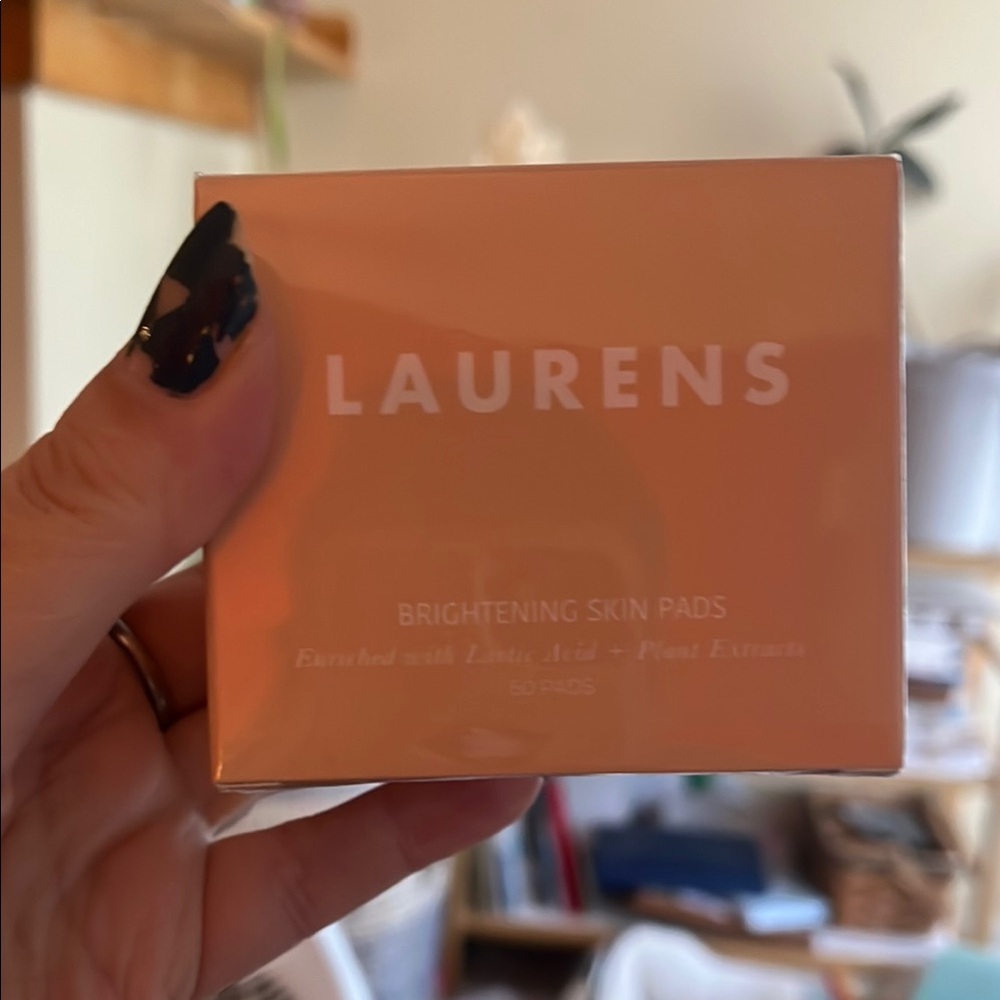 LAURENS
BRIGHTENING SKIN PADS
Enriched with Lactic Acid + Plant Extracts
60 PADS